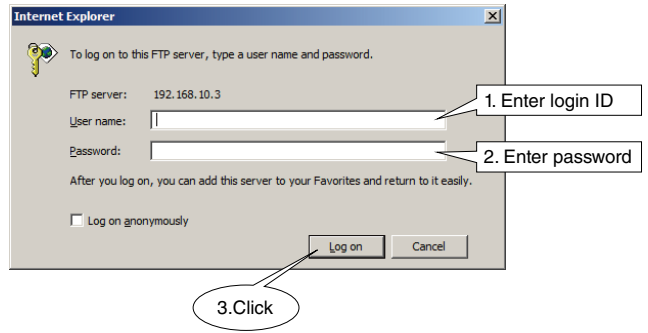 Internet Explorer
To log on to this FTP server, type a user name and password.
FTP server: 192.168.10.3
User name:
1. Enter login ID
Password:
2. Enter password
After you log on, you can add this server to your Favorites and return to it easily.
Log on anonymously
Log on Cancel
3.Click